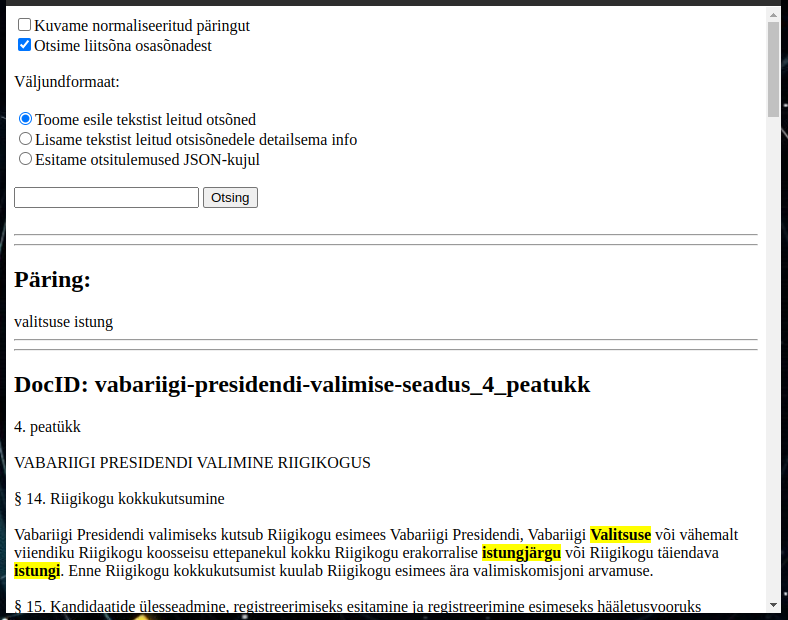 Kuvame normaliseeritud päringut
Otsime liitsõna osasõnadest
Väljundformaat:
Toome esile tekstist leitud otsõned
Lisame tekstist leitud otsisõnedele detailsema info
Esitame otsitulemused JSON-kujul
Otsing
Päring:
valitsuse istung
DocID: vabariigi-presidendi-valimise-seadus_4_peatukk
4. peatükk
VABARIIGI PRESIDENDI VALIMINE RIIGIKOGUS
§ 14. Riigikogu kokkukutsumine
Vabariigi Presidendi valimiseks kutsub Riigikogu esimees Vabariigi Presidendi, Vabariigi Valitsuse või vähemalt
viiendiku Riigikogu koosseisu ettepanekul kokku Riigikogu erakorralise istungjärgu või Riigikogu täiendava
istungi. Enne Riigikogu kokkukutsumist kuulab Riigikogu esimees ära valimiskomisjoni arvamuse.
§ 15. Kandidaatide ülesseadmine, registreerimiseks esitamine ja registreerimine esimeseks hääletusvooruks